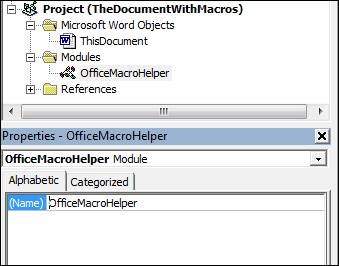 Project (TheDocumentWithMacros)
Microsoft Word Objects
ThisDocument
Modules
OfficeMacroHelper
References
Properties - OfficeMacroHelper
OfficeMacroHelper Module
Alphabetic Categorized
(Name) OfficeMacroHelper